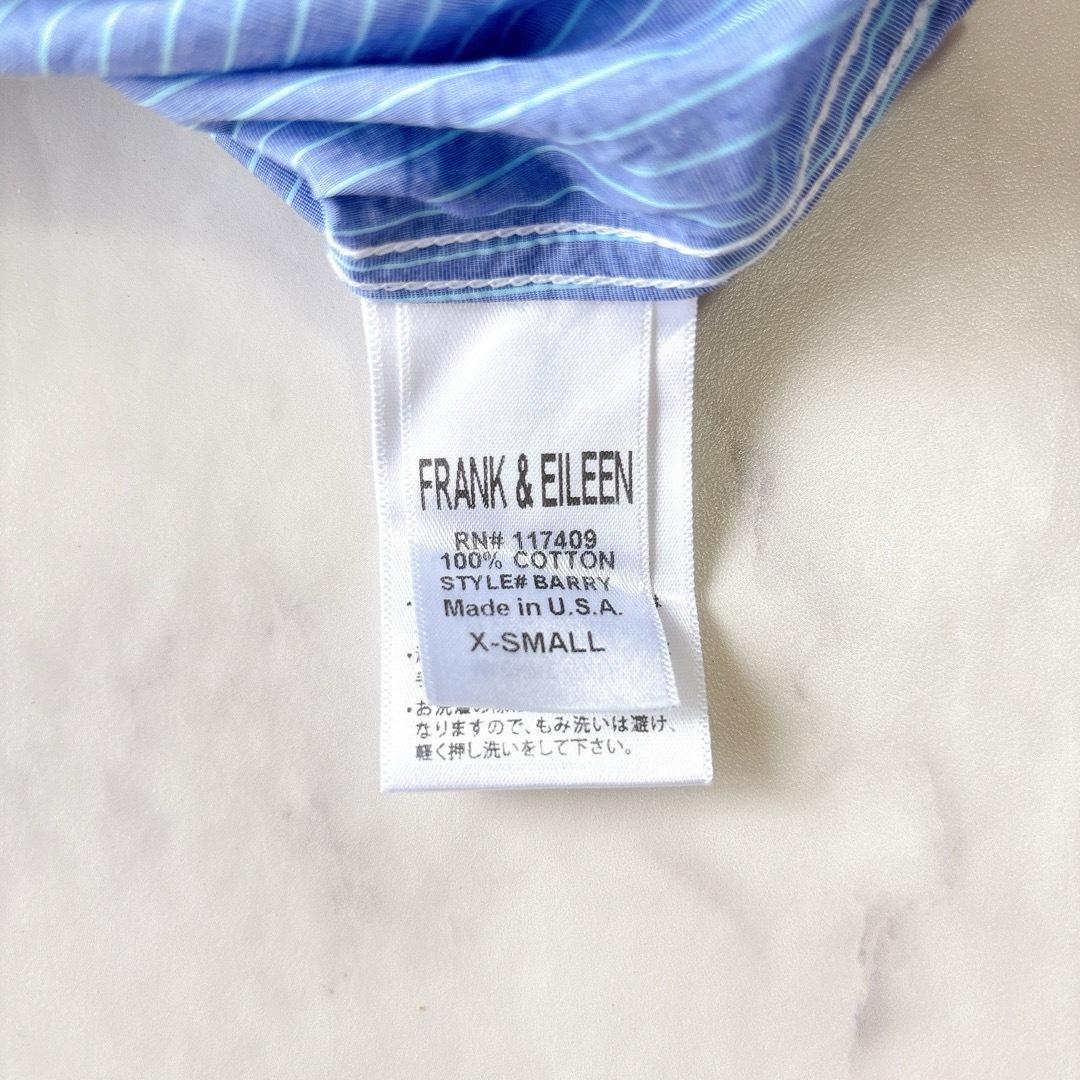 FRANK & EILEEN
RN# 117409
100% COTTON
STYLE# BARRY
Made in U.S.A.
X-SMALL
なりますので、もみ洗いは避け、
軽く押し洗いをして下さい。